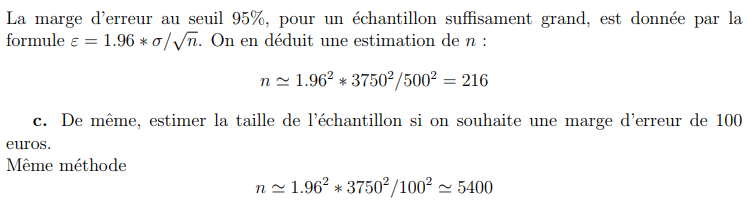 La marge d'erreur au seuil 95%, pour un échantillon suffisament grand, est donnée par la
formule ε = 1.96 ∗ σ/√n. On en déduit une estimation de n :
n ≃ 1.96² ∗ 3750²/500² = 216
c. De même, estimer la taille de l'échantillon si on souhaite une marge d'erreur de 100
euros.
Même méthode
n ≃ 1.96² ∗ 3750²/100² ≃ 5400